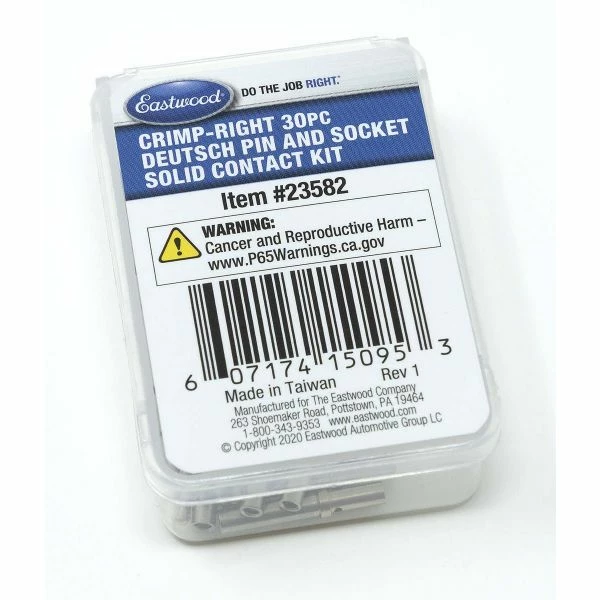 Eastwood® DO THE JOB RIGHT.™
CRIMP-RIGHT 30PC
DEUTSCH PIN AND SOCKET
SOLID CONTACT KIT
Item #23582
WARNING:
Cancer and Reproductive Harm –
www.P65Warnings.ca.gov
6 07174 15095 3
Made in Taiwan Rev 1
Manufactured for The Eastwood Company
263 Shoemaker Road, Pottstown, PA 19464
1-800-343-9353 www.eastwood.com
© Copyright 2020 Eastwood Automotive Group LC